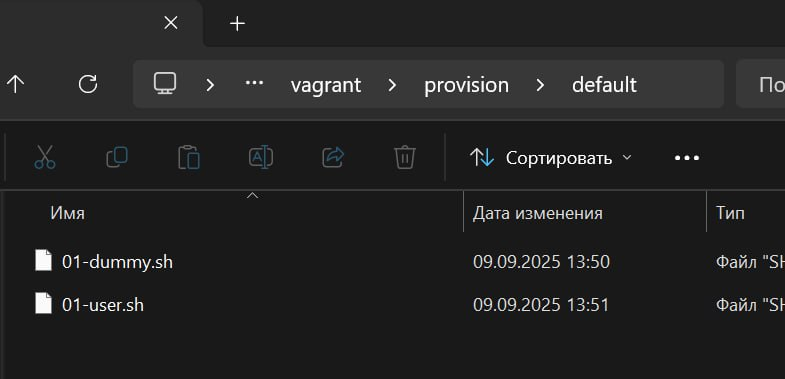 ··· vagrant > provision > default По
Сортировать ···
Имя Дата изменения Тип
01-dummy.sh 09.09.2025 13:50 Файл "SH
01-user.sh 09.09.2025 13:51 Файл "SH